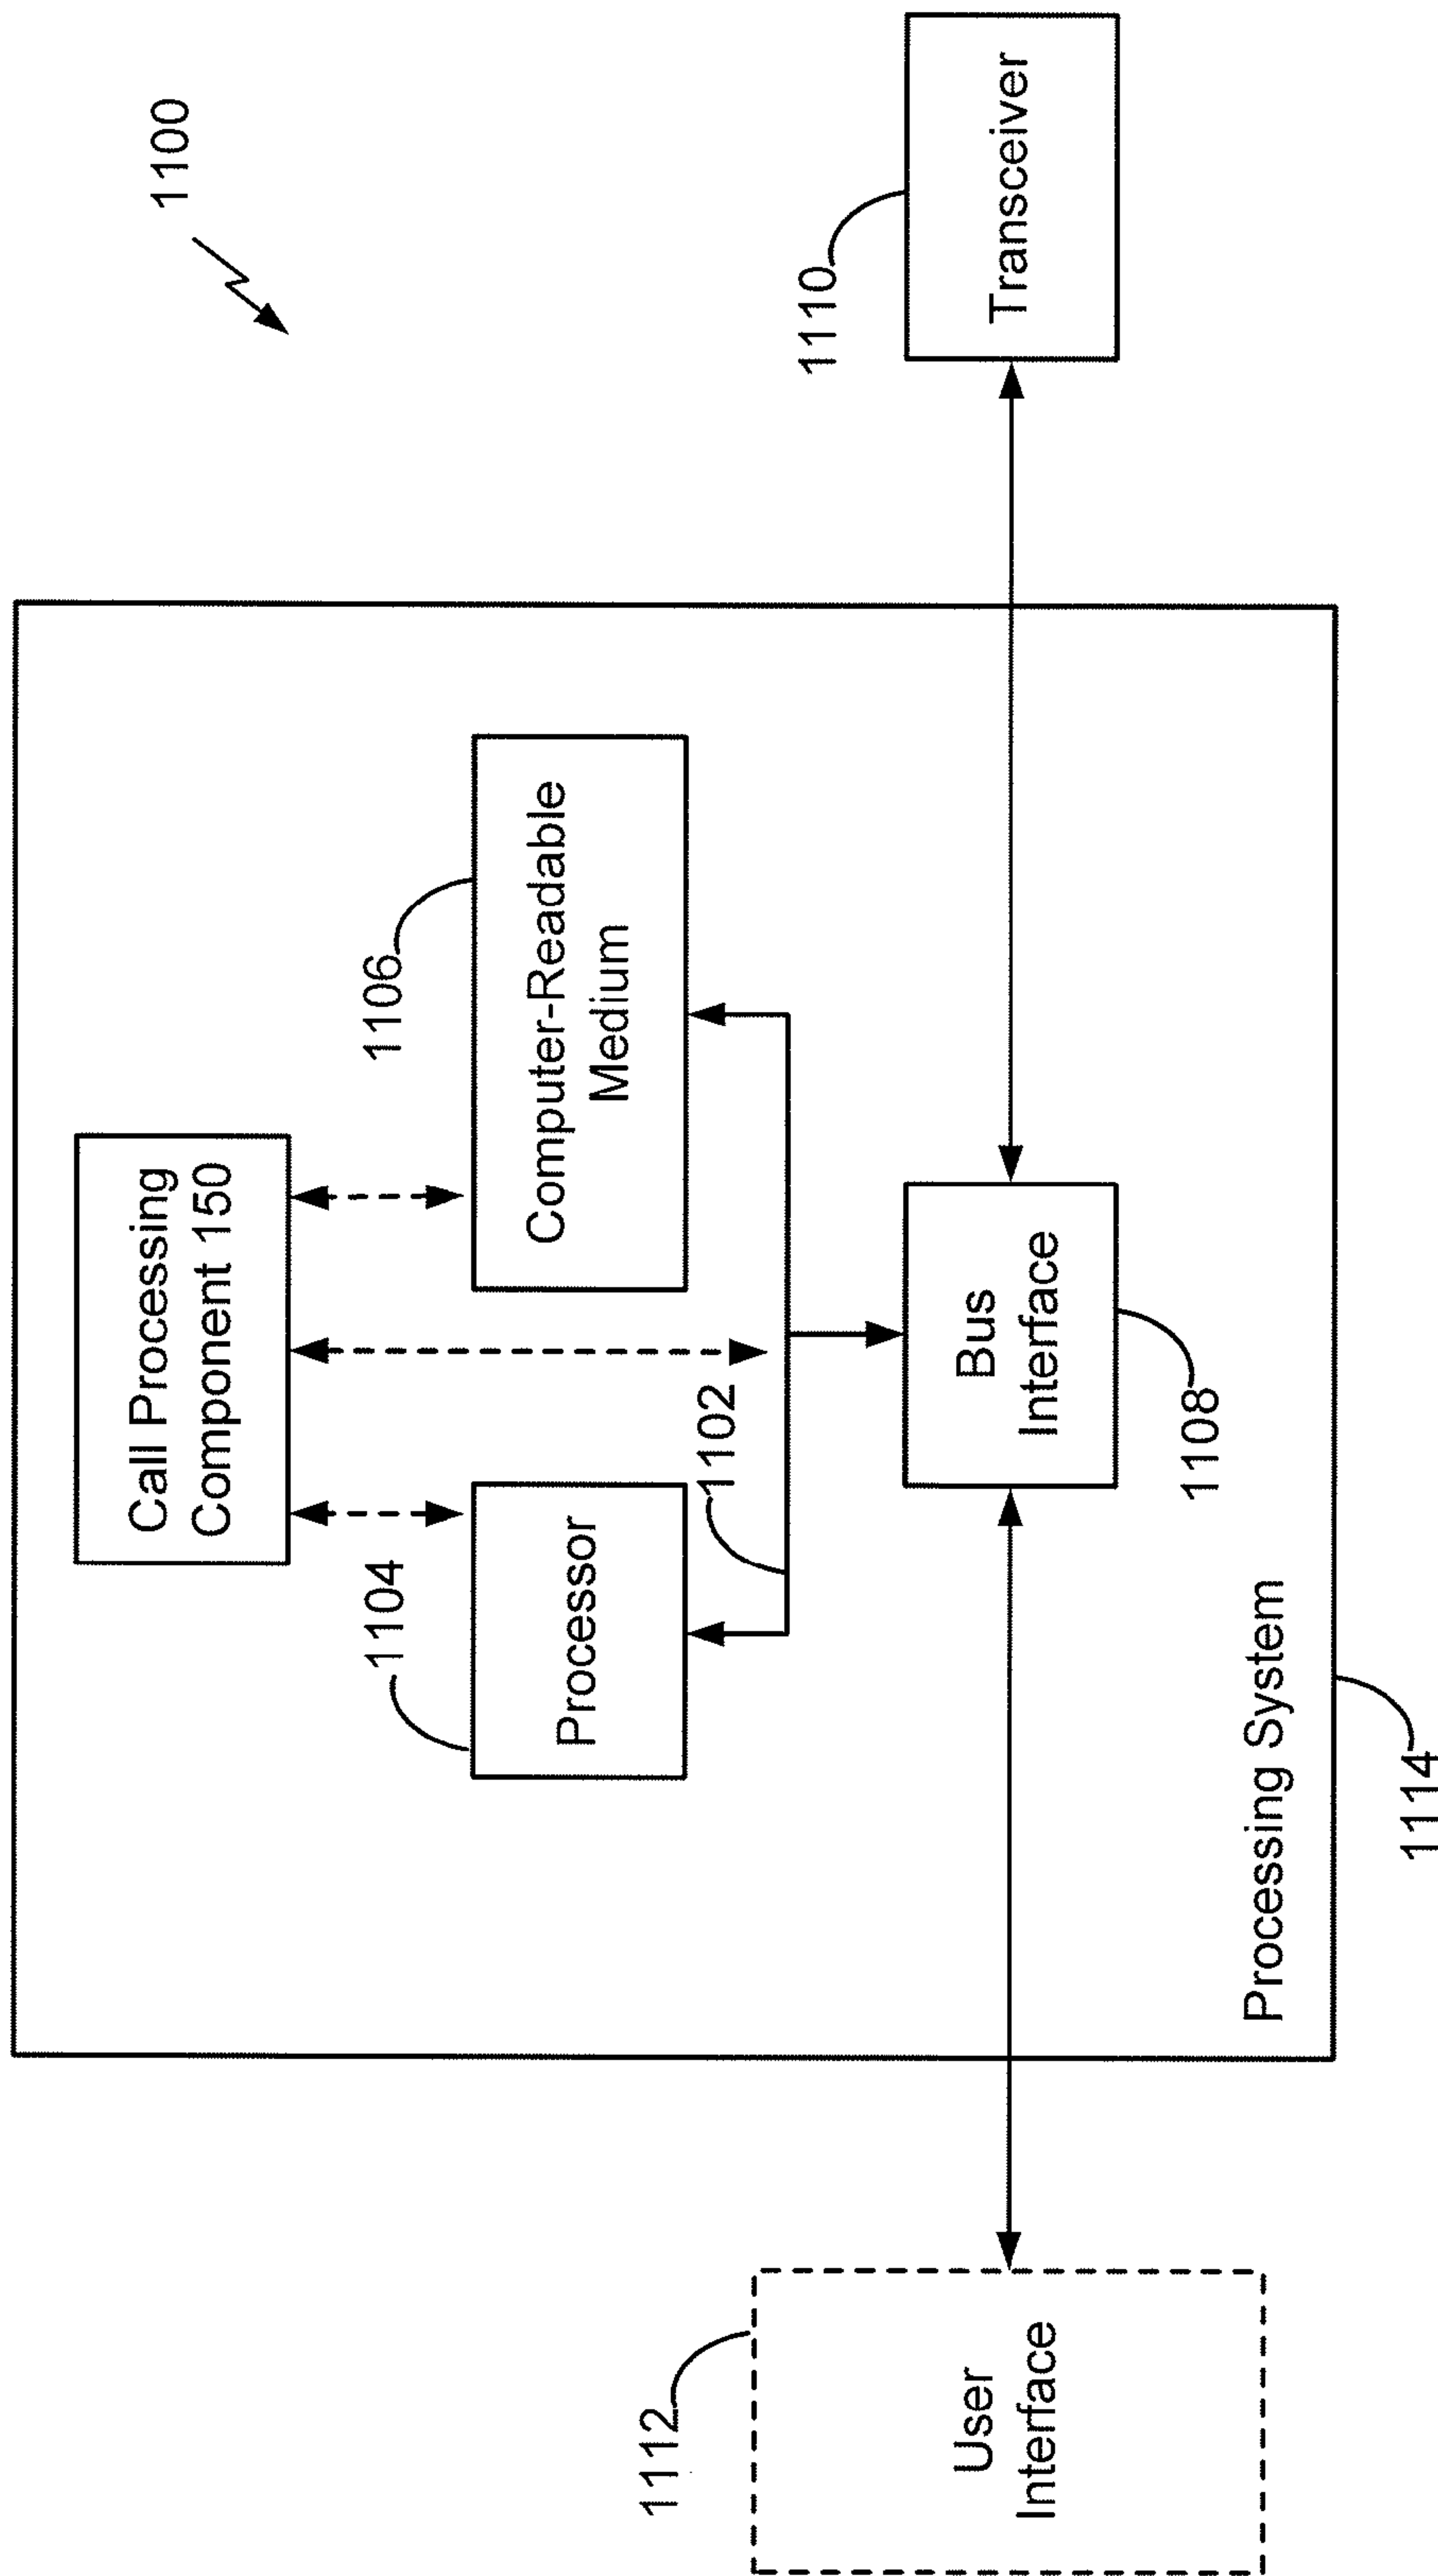 1100
Call Processing
Component 150
1104
1106
Processor
Computer-Readable
Medium
1102
1112
1110
User
Interface
Bus
Interface
Transceiver
1108
Processing System
1114